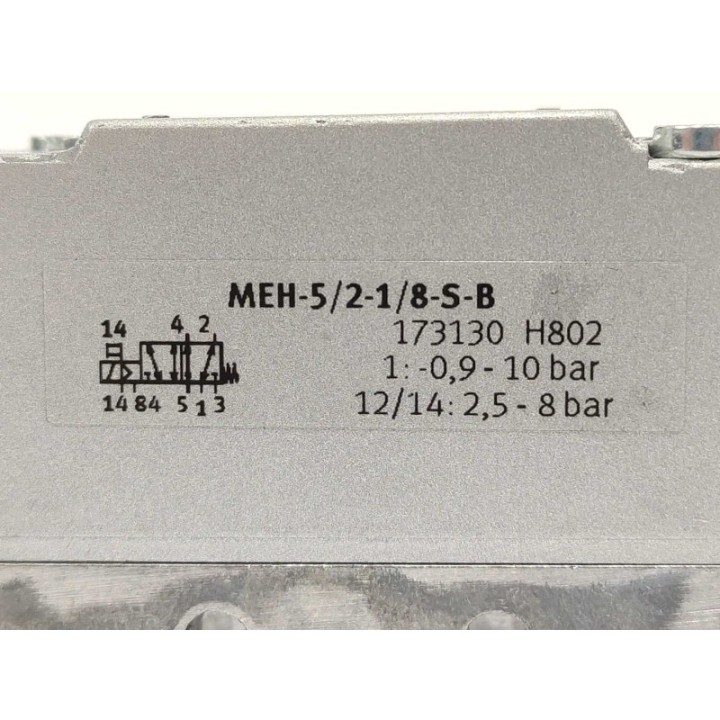 MEH-5/2-1/8-S-B
14 4 2
173130 H802
1: -0,9 - 10 bar
14 84 5 1 3
12/14: 2,5 - 8 bar